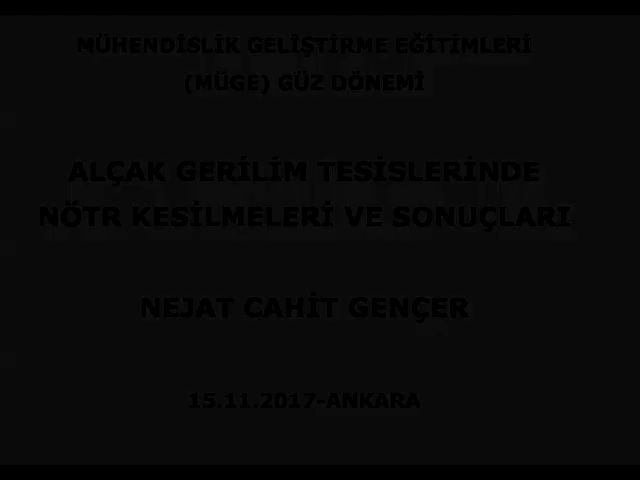 MÜHENDİSLİK GELİŞTİRME EĞİTİMLERİ
(MÜGE) GÜZ DÖNEMİ
ALÇAK GERİLİM TESİSLERİNDE
NÖTR KESİLMELERİ VE SONUÇLARI
NEJAT CAHİT GENÇER
15.11.2017-ANKARA